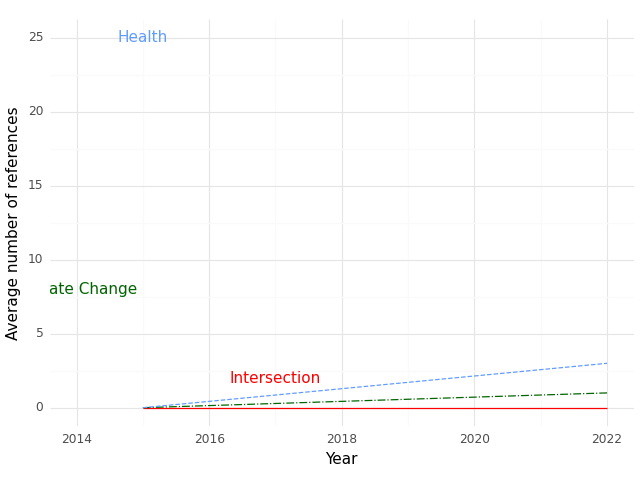 Health
25
20
15
10
ate Change
5
Intersection
0
2014 2016 2018 2020 2022
Year
Average number of references